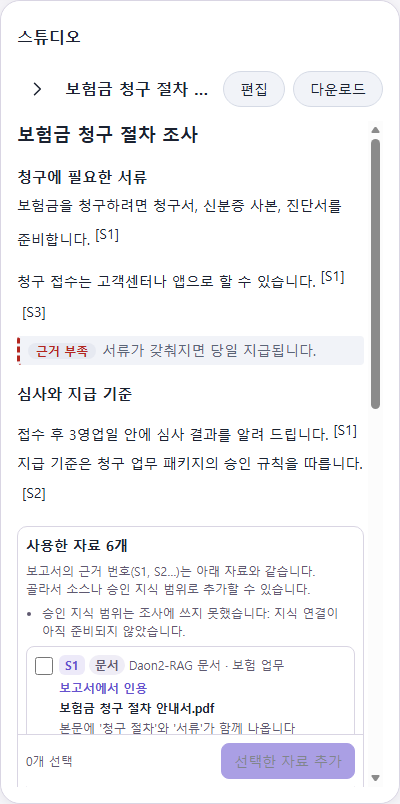 스튜디오
보험금 청구 절차 ... 편집 다운로드
보험금 청구 절차 조사
청구에 필요한 서류
보험금을 청구하려면 청구서, 신분증 사본, 진단서를
준비합니다. [S1]
청구 접수는 고객센터나 앱으로 할 수 있습니다. [S1]
[S3]
근거 부족 서류가 갖춰지면 당일 지급됩니다.
심사와 지급 기준
접수 후 3영업일 안에 심사 결과를 알려 드립니다. [S1]
지급 기준은 청구 업무 패키지의 승인 규칙을 따릅니다.
[S2]
사용한 자료 6개
보고서의 근거 번호(S1, S2...)는 아래 자료와 같습니다.
골라서 소스나 승인 지식 범위로 추가할 수 있습니다.
• 승인 지식 범위는 조사에 쓰지 못했습니다: 지식 연결이
아직 준비되지 않았습니다.
S1 문서 Daon2-RAG 문서 · 보험 업무
보고서에서 인용
보험금 청구 절차 안내서.pdf
본문에 '청구 절차'와 '서류'가 함께 나옵니다
0개 선택 선택한 자료 추가